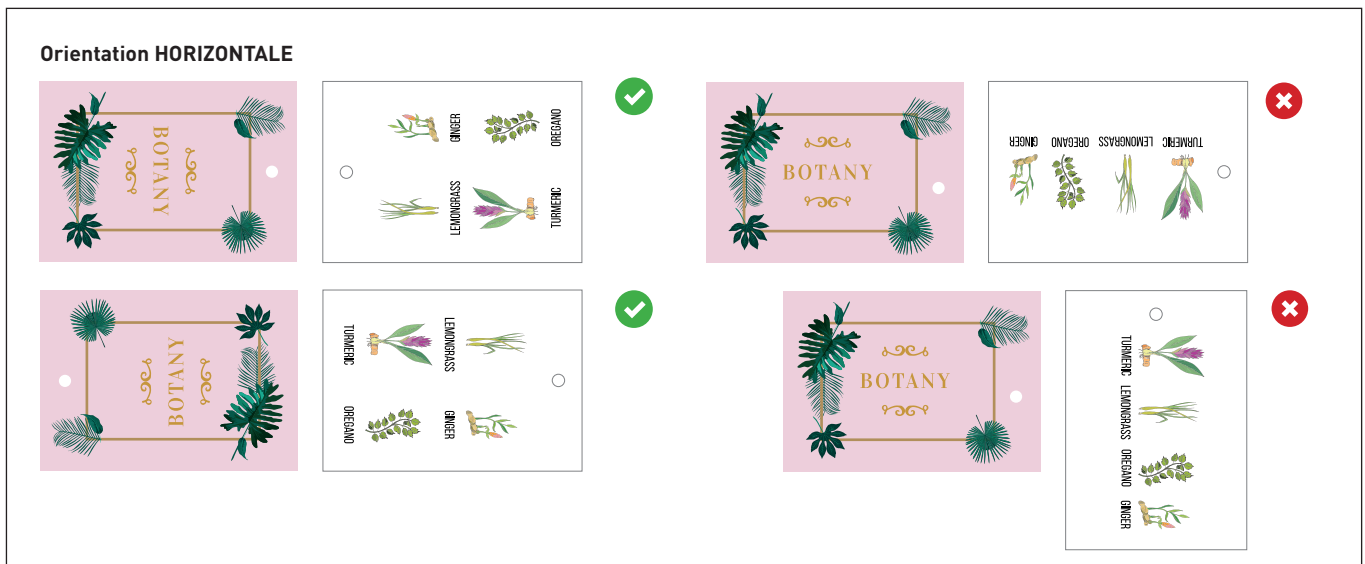 Orientation HORIZONTALE
BOTANY
GINGER
OREGANO
LEMONGRASS
TURMERIC
BOTANY
GINGER
OREGANO
LEMONGRASS
TURMERIC
BOTANY
TURMERIC
LEMONGRASS
OREGANO
GINGER
BOTANY
TURMERIC
LEMONGRASS
OREGANO
GINGER